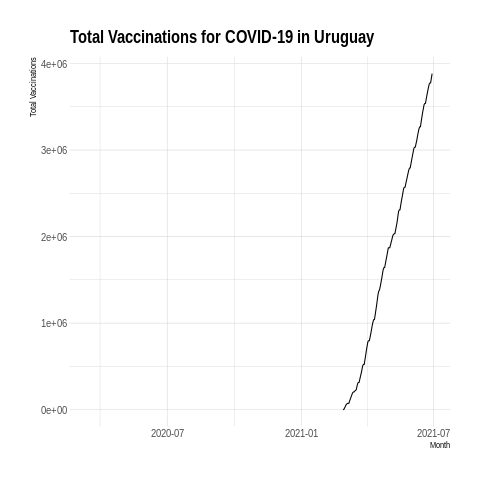 Total Vaccinations for COVID-19 in Uruguay
Total Vaccinations
4e+06
3e+06
2e+06
1e+06
0e+00
2020-07
2021-01
2021-07
Month